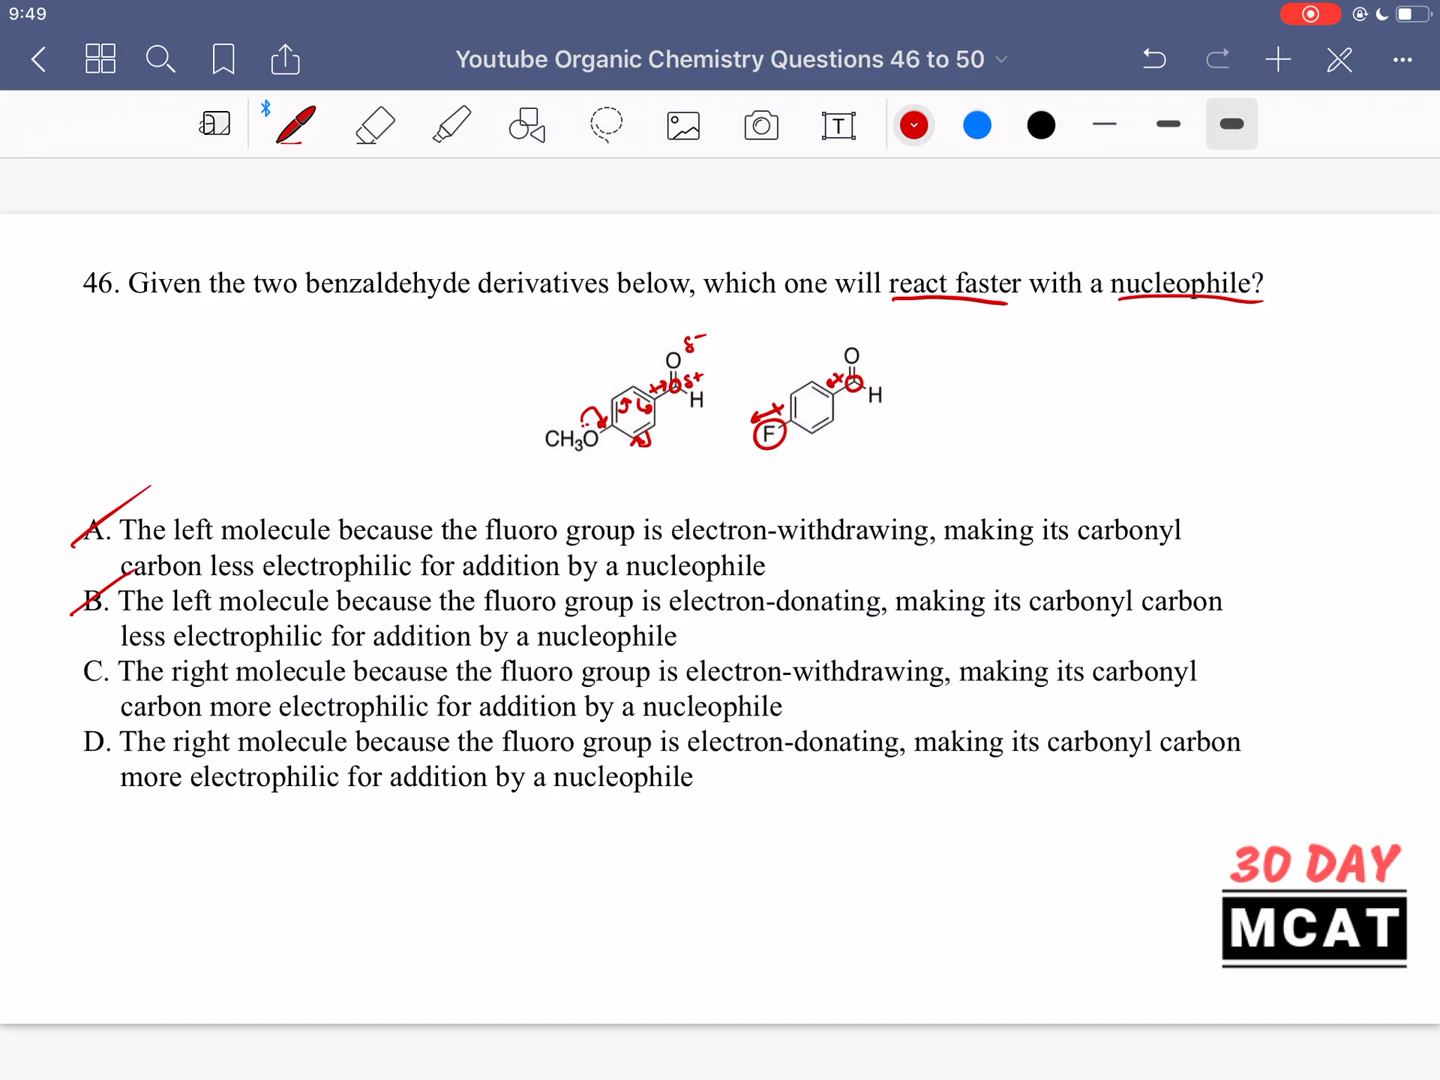 9:49
Youtube Organic Chemistry Questions 46 to 50
T
46. Given the two benzaldehyde derivatives below, which one will react faster with a nucleophile?
O δ-
δ+
H
CH₃O
O
H
F
A. The left molecule because the fluoro group is electron-withdrawing, making its carbonyl
carbon less electrophilic for addition by a nucleophile
B. The left molecule because the fluoro group is electron-donating, making its carbonyl carbon
less electrophilic for addition by a nucleophile
C. The right molecule because the fluoro group is electron-withdrawing, making its carbonyl
carbon more electrophilic for addition by a nucleophile
D. The right molecule because the fluoro group is electron-donating, making its carbonyl carbon
more electrophilic for addition by a nucleophile
30 DAY
MCAT